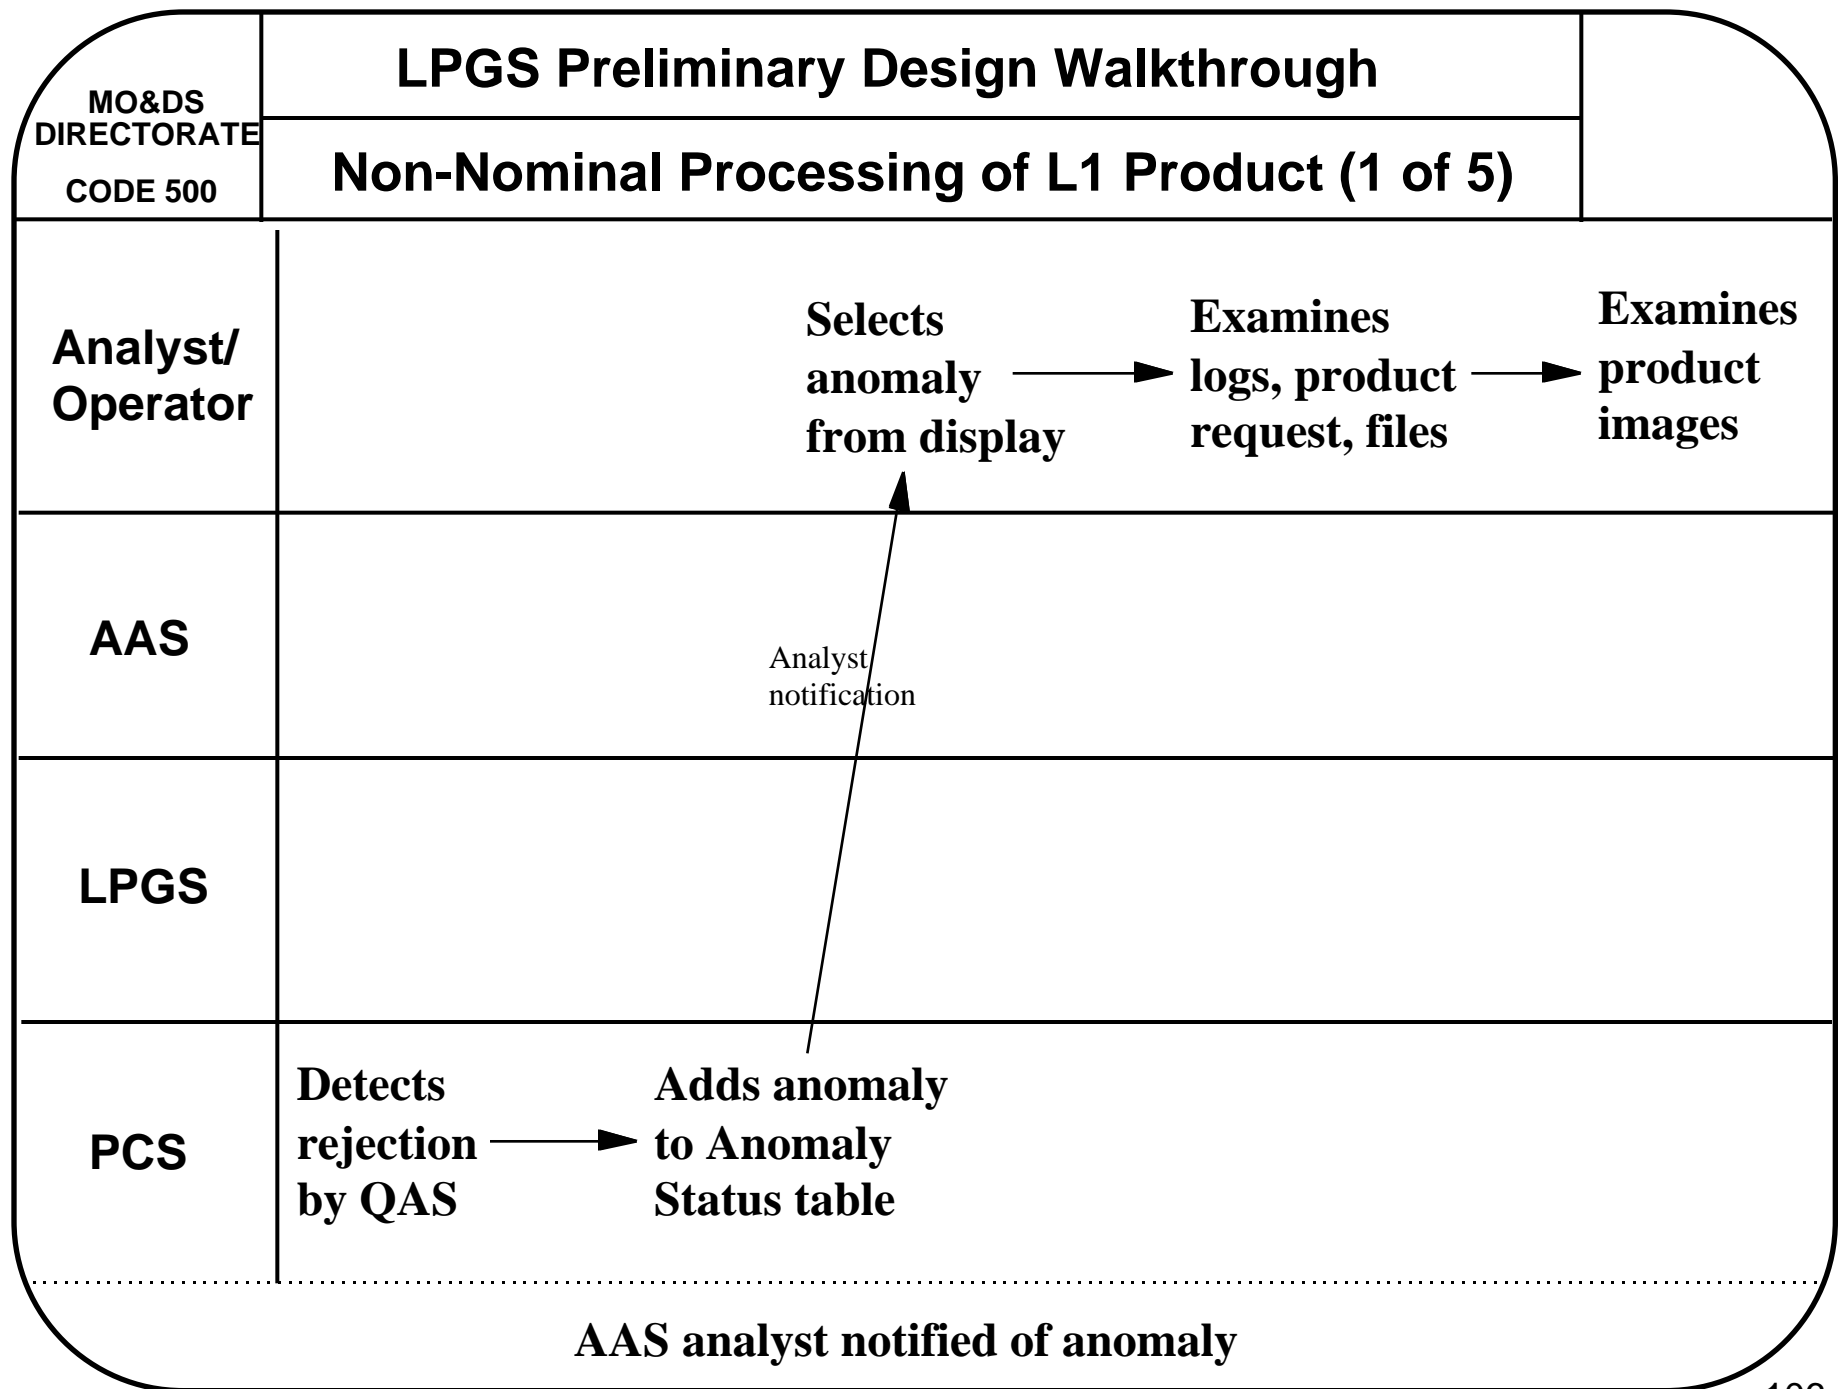 MO&DS
DIRECTORATE
CODE 500
LPGS Preliminary Design Walkthrough
Non-Nominal Processing of L1 Product (1 of 5)
Analyst/
Operator
Selects
anomaly
from display
Examines
logs, product
request, files
Examines
product
images
AAS
Analyst
notification
LPGS
PCS
Detects
rejection
by QAS
Adds anomaly
to Anomaly
Status table
AAS analyst notified of anomaly